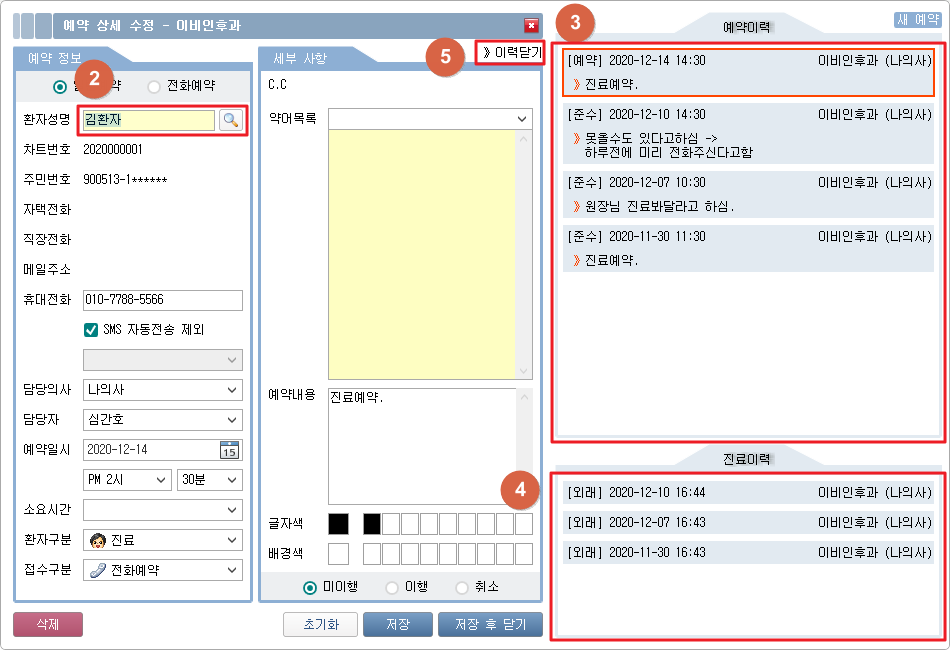 예약 상세 수정 - 이비인후과
예약 정보
2
약
전화예약
환자성명 김환자
차트번호 2020000001
주민번호 900513-1******
자택전화
직장전화
메일주소
휴대전화 010-7788-5566
SMS 자동전송 제외
담당의사 나의사
담당자 심간호
예약일시 2020-12-14 15
PM 2시 30분
소요시간
환자구분 진료
접수구분 전화예약
삭제
세부 사항
5
》이력닫기
C.C
약어목록
예약내용 진료예약.
4
글자색
배경색
미이행 이행 취소
초기화 저장 저장 후 닫기
3
예약이력
새 예약
[예약] 2020-12-14 14:30 이비인후과 (나의사)
》진료예약.
[준수] 2020-12-10 14:30 이비인후과 (나의사)
》못올수도 있다고하심 ->
하루전에 미리 전화주신다고함
[준수] 2020-12-07 10:30 이비인후과 (나의사)
》원장님 진료봐달라고 하심.
[준수] 2020-11-30 11:30 이비인후과 (나의사)
》진료예약.
진료이력
[외래] 2020-12-10 16:44 이비인후과 (나의사)
[외래] 2020-12-07 16:43 이비인후과 (나의사)
[외래] 2020-11-30 16:43 이비인후과 (나의사)